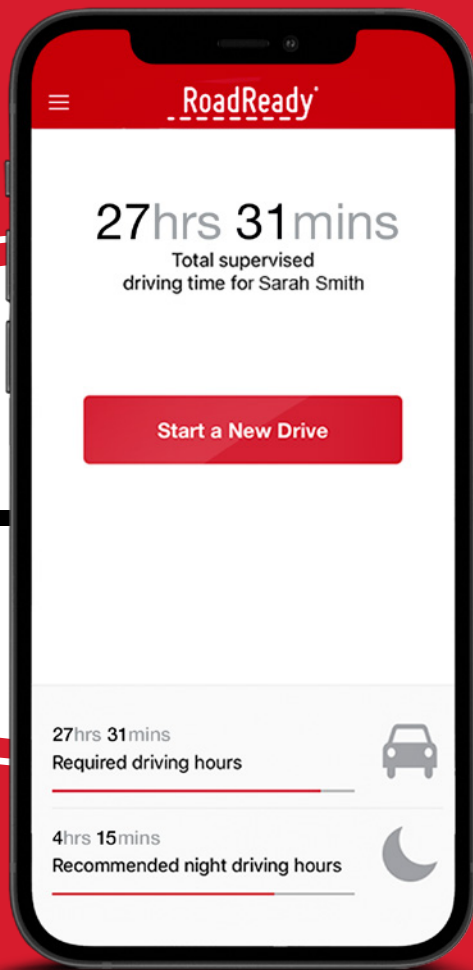 RoadReady®
27hrs 31mins
Total supervised
driving time for Sarah Smith
Start a New Drive
27hrs 31mins
Required driving hours
4hrs 15mins
Recommended night driving hours